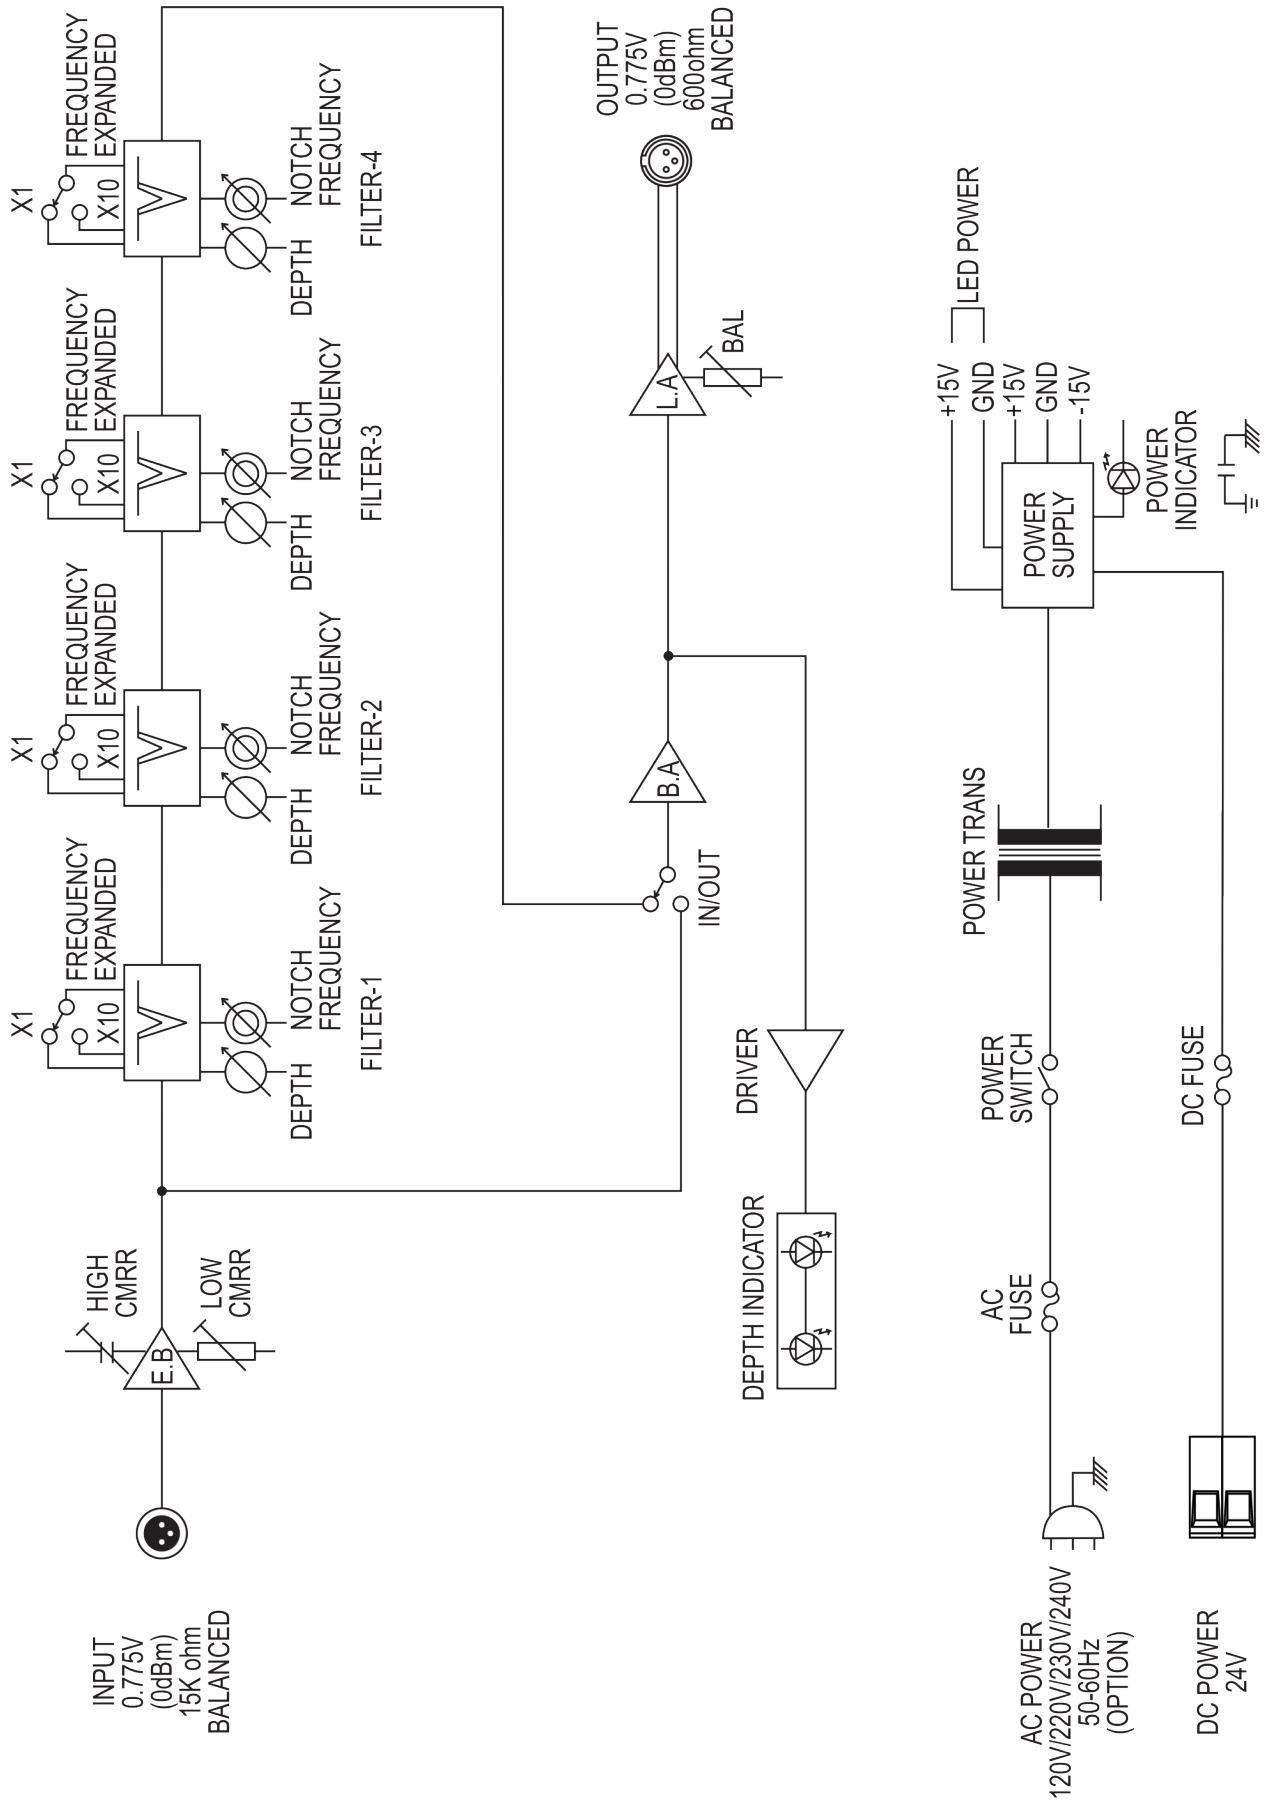 INPUT
0.775V
(0dBm)
15K ohm
BALANCED
HIGH
CMRR
E.B
LOW
CMRR
X1
FREQUENCY
EXPANDED
X10
DEPTH
NOTCH
FREQUENCY
FILTER-1
X1
FREQUENCY
EXPANDED
X10
DEPTH
NOTCH
FREQUENCY
FILTER-2
X1
FREQUENCY
EXPANDED
X10
DEPTH
NOTCH
FREQUENCY
FILTER-3
X1
FREQUENCY
EXPANDED
X10
DEPTH
NOTCH
FREQUENCY
FILTER-4
IN/OUT
B.A
L.A
BAL
OUTPUT
0.775V
(0dBm)
600ohm
BALANCED
DEPTH INDICATOR
DRIVER
AC POWER
120V/220V/230V/240V
50-60Hz
(OPTION)
AC
FUSE
POWER
SWITCH
POWER TRANS
POWER
SUPPLY
+15V
GND
+15V
GND
-15V
LED POWER
POWER
INDICATOR
DC POWER
24V
DC FUSE